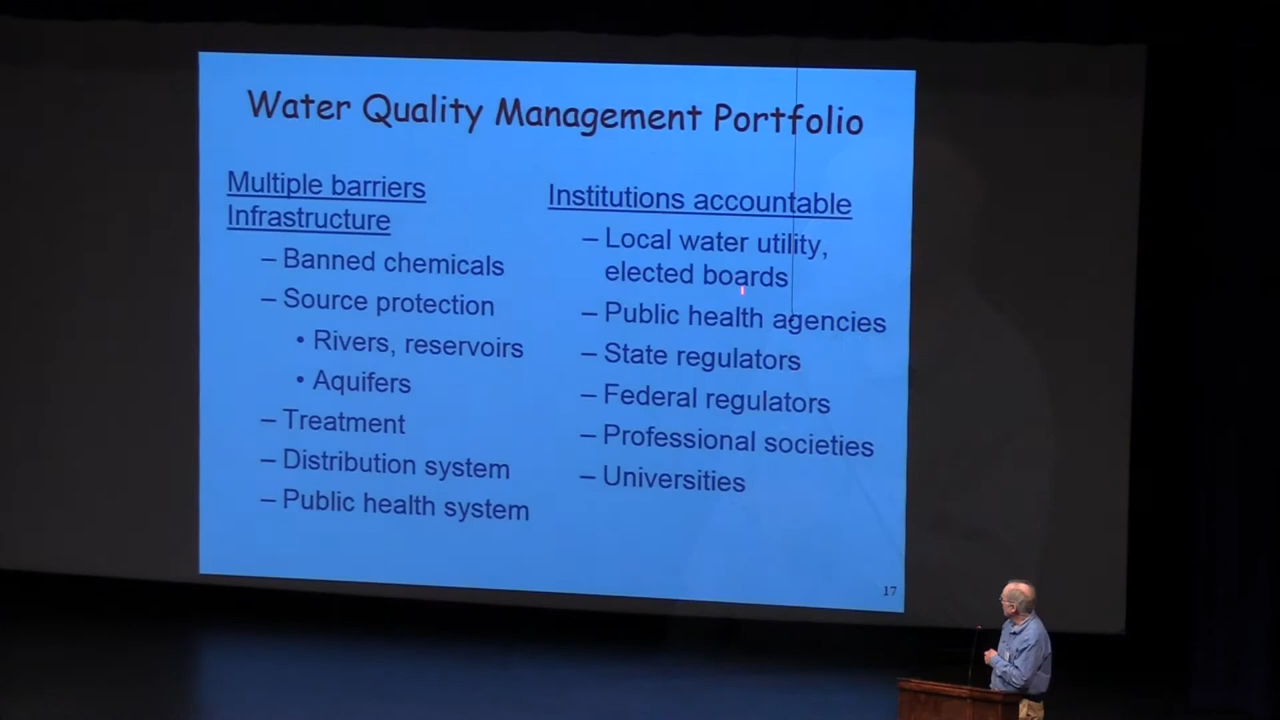 Water Quality Management Portfolio
Multiple barriers
Infrastructure
– Banned chemicals
– Source protection
• Rivers, reservoirs
• Aquifers
– Treatment
– Distribution system
– Public health system
Institutions accountable
– Local water utility,
elected boards
– Public health agencies
– State regulators
– Federal regulators
– Professional societies
– Universities
17